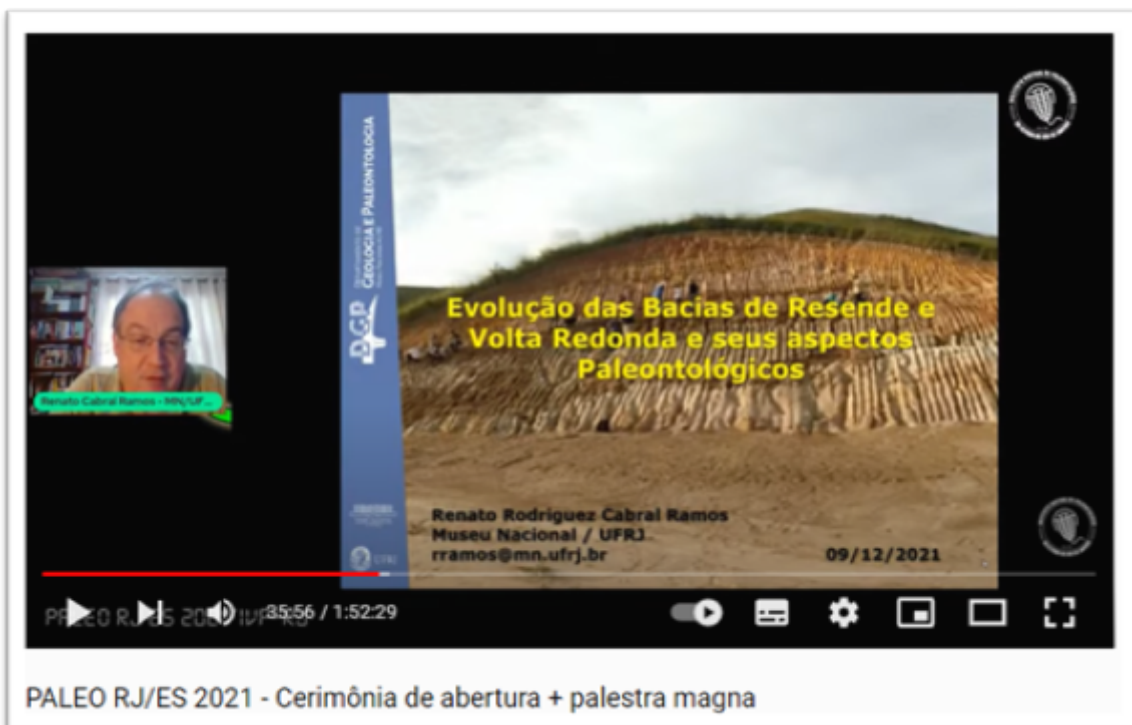 DGP
DEPARTAMENTO DE
GEOLOGIA E PALEONTOLOGIA
Evolução das Bacias de Resende e
Volta Redonda e seus aspectos
Paleontológicos
Renato Cabral Ramos - MN/UF...
Renato Rodriguez Cabral Ramos
Museu Nacional / UFRJ
rramos@mn.ufrj.br
09/12/2021
UFRJ
35:56 / 1:52:29
PALEO RJ/ES 2021 - Cerimônia de abertura + palestra magna